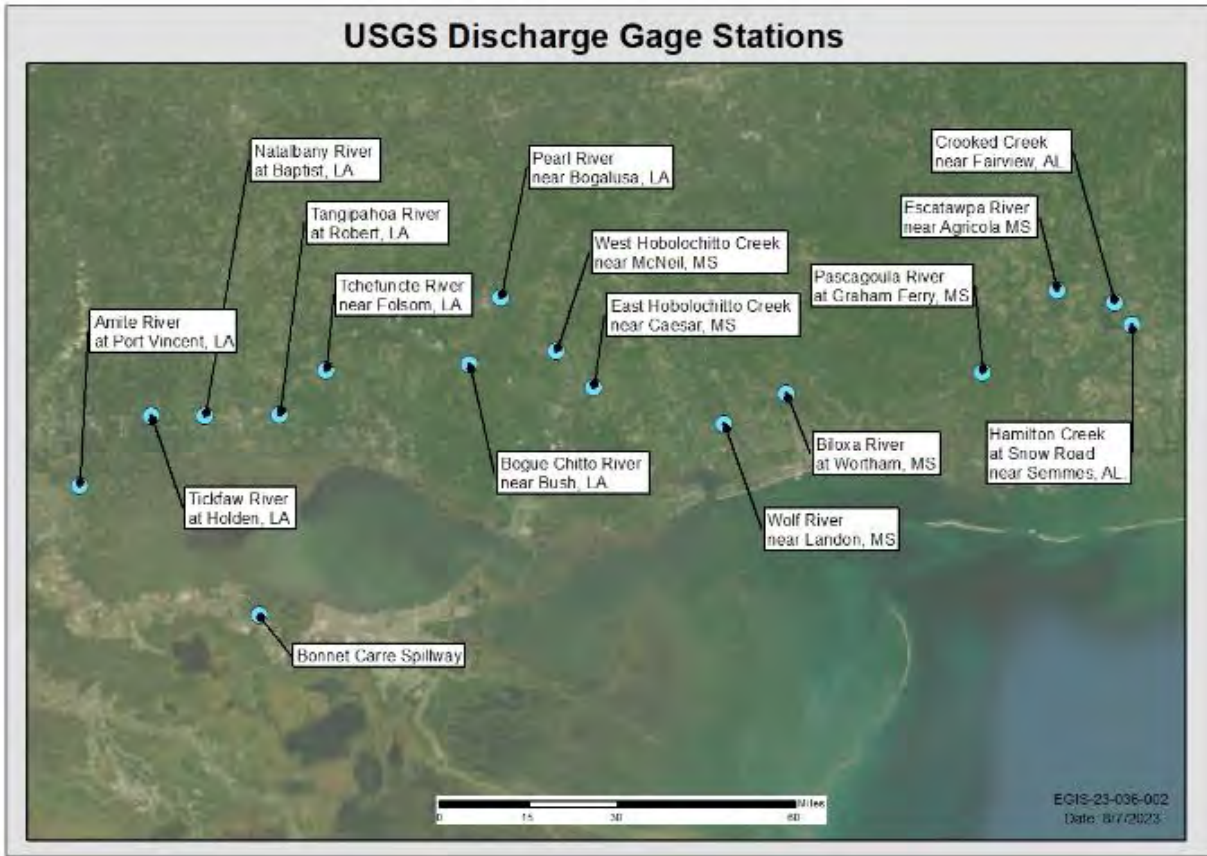 USGS Discharge Gage Stations
Natalbany River
at Baptist, LA
Pearl River
near Bogalusa, LA
Crooked Creek
near Fairview, AL
Tangipahoa River
at Robert, LA
West Hobolochitto Creek
near McNeil, MS
Escatawpa River
near Agricola MS
Tchefuncte River
near Folsom, LA
East Hobolochitto Creek
near Caesar, MS
Pascagoula River
at Graham Ferry, MS
Amite River
at Port Vincent, LA
Bogue Chitto River
near Bush, LA
Biloxa River
at Wortham, MS
Hamilton Creek
at Snow Road
near Semmes, AL
Tickfaw River
at Holden, LA
Wolf River
near Landon, MS
Bonnet Carre Spillway
Miles
0 15 30 60
EGIS-23-036-002
Date: 8/7/2023